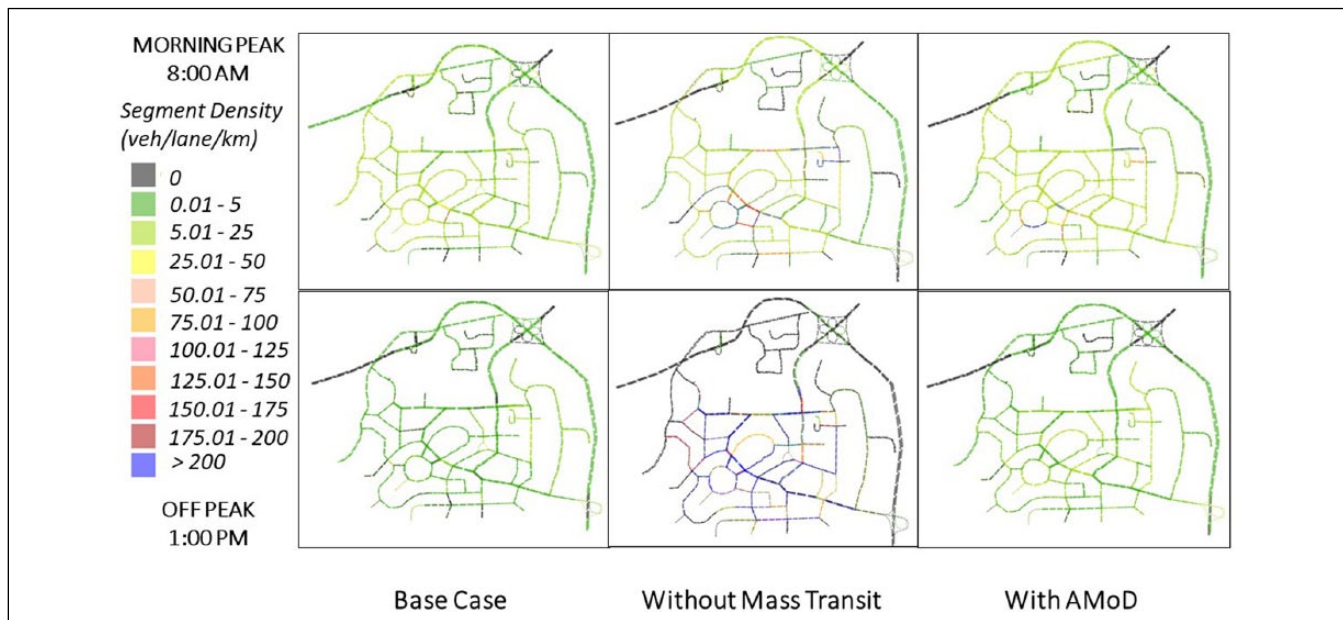 MORNING PEAK
8:00 AM
Segment Density
(veh/lane/km)
0
0.01 - 5
5.01 - 25
25.01 - 50
50.01 - 75
75.01 - 100
100.01 - 125
125.01 - 150
150.01 - 175
175.01 - 200
> 200
OFF PEAK
1:00 PM
Base Case
Without Mass Transit
With AMoD